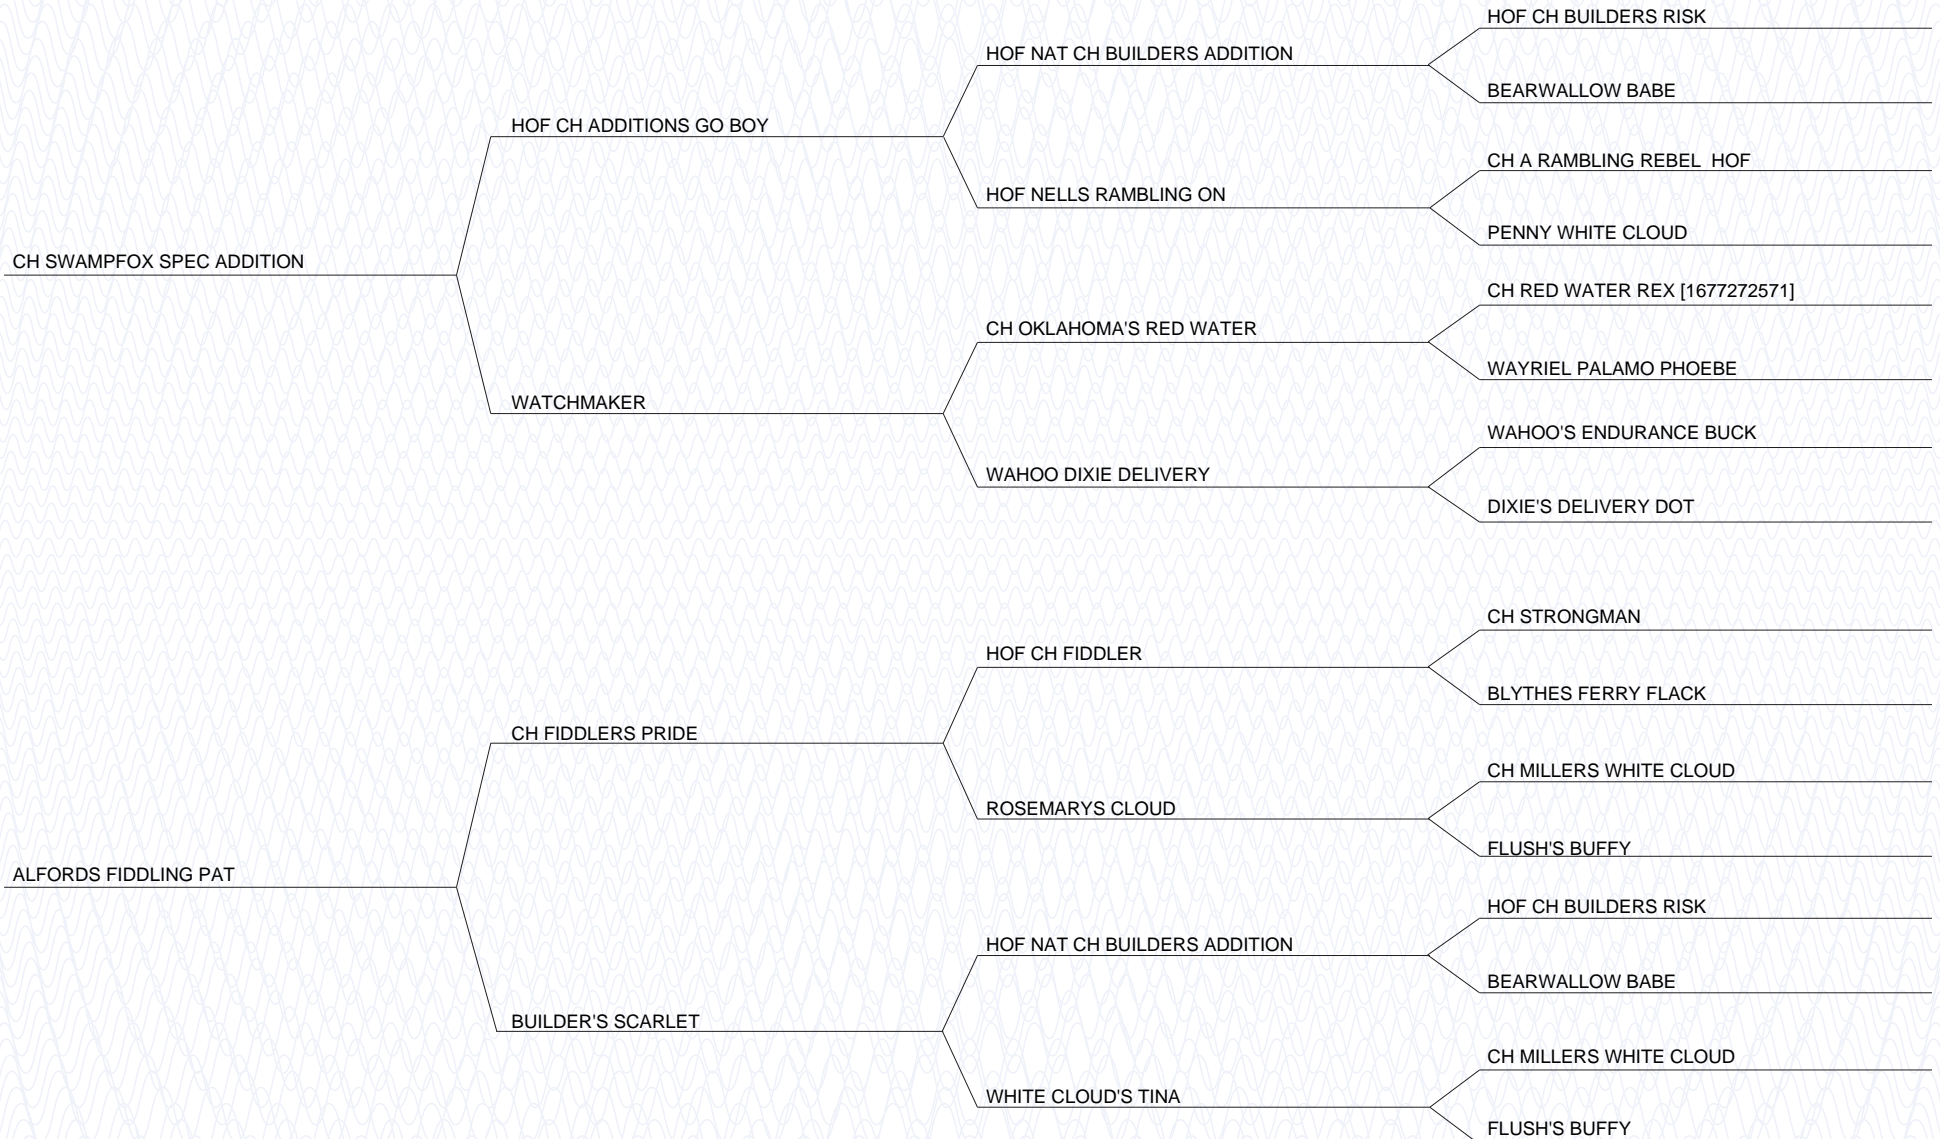 HOF CH BUILDERS RISK
HOF NAT CH BUILDERS ADDITION
BEARWALLOW BABE
HOF CH ADDITIONS GO BOY
CH A RAMBLING REBEL  HOF
HOF NELLS RAMBLING ON
PENNY WHITE CLOUD
CH SWAMPFOX SPEC ADDITION
CH RED WATER REX [1677272571]
CH OKLAHOMA'S RED WATER
WAYRIEL PALAMO PHOEBE
WATCHMAKER
WAHOO'S ENDURANCE BUCK
WAHOO DIXIE DELIVERY
DIXIE'S DELIVERY DOT
CH STRONGMAN
HOF CH FIDDLER
BLYTHES FERRY FLACK
CH FIDDLERS PRIDE
CH MILLERS WHITE CLOUD
ROSEMARYS CLOUD
FLUSH'S BUFFY
ALFORDS FIDDLING PAT
HOF CH BUILDERS RISK
HOF NAT CH BUILDERS ADDITION
BEARWALLOW BABE
BUILDER'S SCARLET
CH MILLERS WHITE CLOUD
WHITE CLOUD'S TINA
FLUSH'S BUFFY